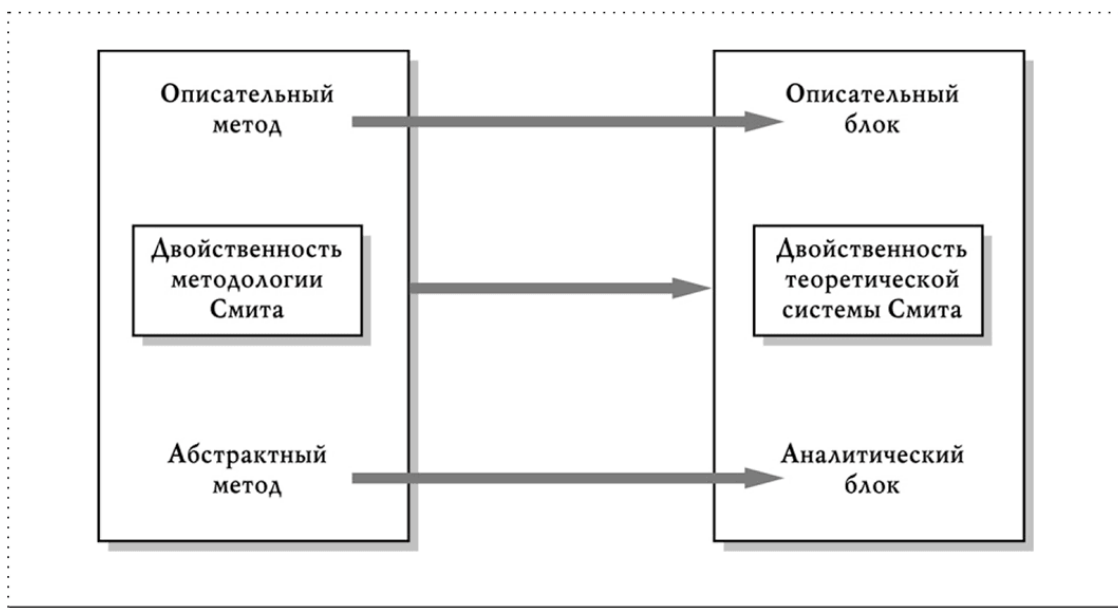 Описательный
метод
Описательный
блок
Двойственность
методологии
Смита
Двойственность
теоретической
системы Смита
Абстрактный
метод
Аналитический
блок